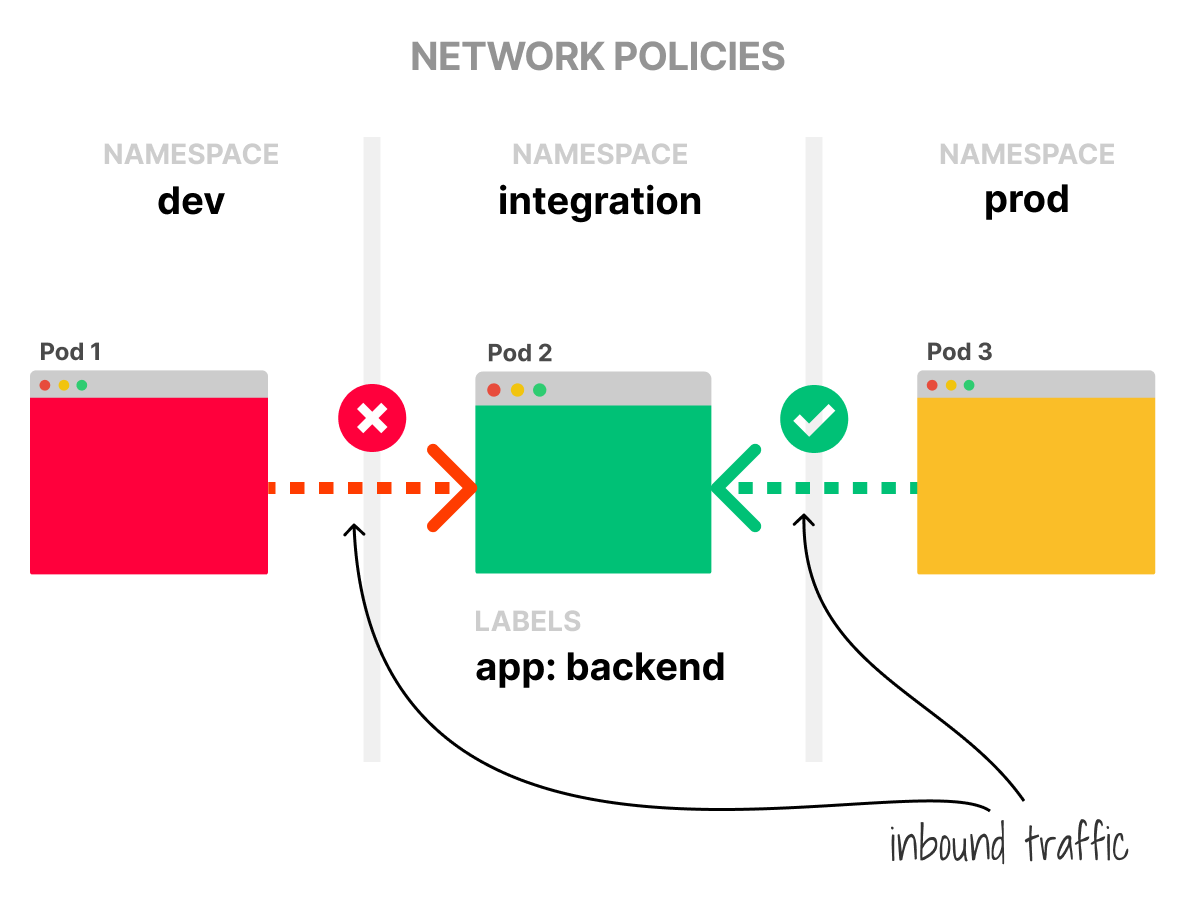 NETWORK POLICIES
NAMESPACE
dev
NAMESPACE
integration
NAMESPACE
prod
Pod 1
Pod 2
Pod 3
LABELS
app: backend
inbound traffic